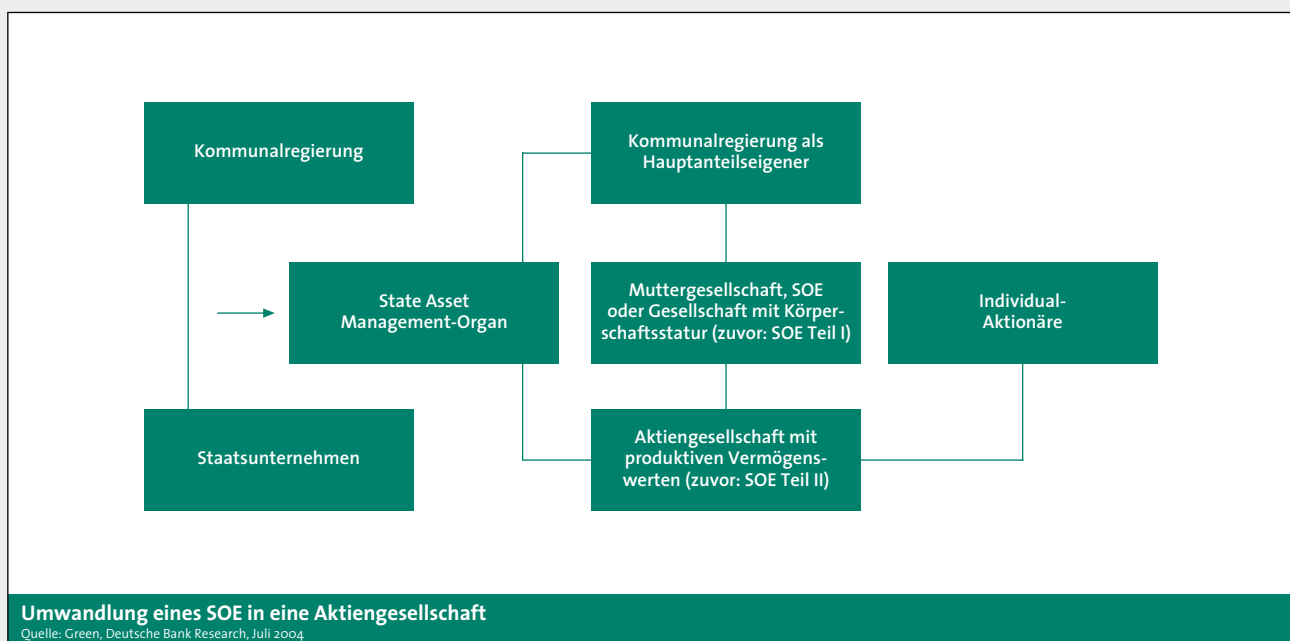 Kommunalregierung
Kommunalregierung als
Hauptanteilseigener
State Asset
Management-Organ
Muttergesellschaft, SOE
oder Gesellschaft mit Körper-
schaftsstatur (zuvor: SOE Teil I)
Individual-
Aktionäre
Staatsunternehmen
Aktiengesellschaft mit
produktiven Vermögens-
werten (zuvor: SOE Teil II)
Umwandlung eines SOE in eine Aktiengesellschaft
Quelle: Green, Deutsche Bank Research, Juli 2004